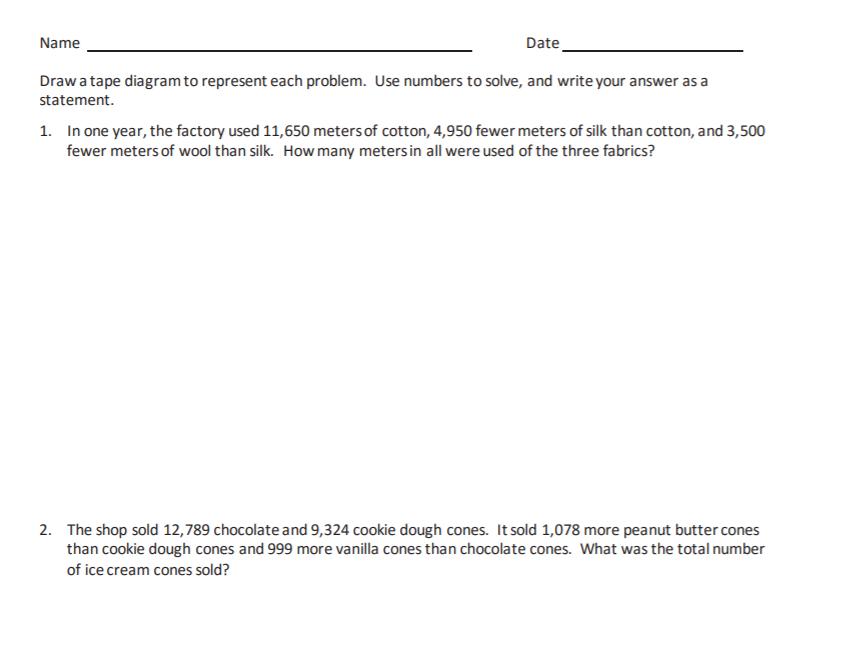 Name Date
Draw a tape diagram to represent each problem. Use numbers to solve, and write your answer as a
statement.
1. In one year, the factory used 11,650 meters of cotton, 4,950 fewer meters of silk than cotton, and 3,500
fewer meters of wool than silk. How many meters in all were used of the three fabrics?
2. The shop sold 12,789 chocolate and 9,324 cookie dough cones. It sold 1,078 more peanut butter cones
than cookie dough cones and 999 more vanilla cones than chocolate cones. What was the total number
of ice cream cones sold?